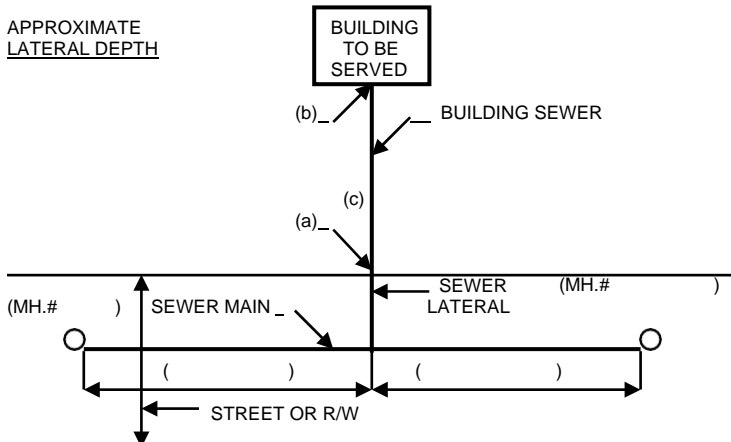 APPROXIMATE
LATERAL DEPTH
BUILDING
TO BE
SERVED
(b)_
_ BUILDING SEWER
(c)
(a)_
SEWER
LATERAL
(MH.# )
(MH.# )
SEWER MAIN _
( )
( )
STREET OR R/W